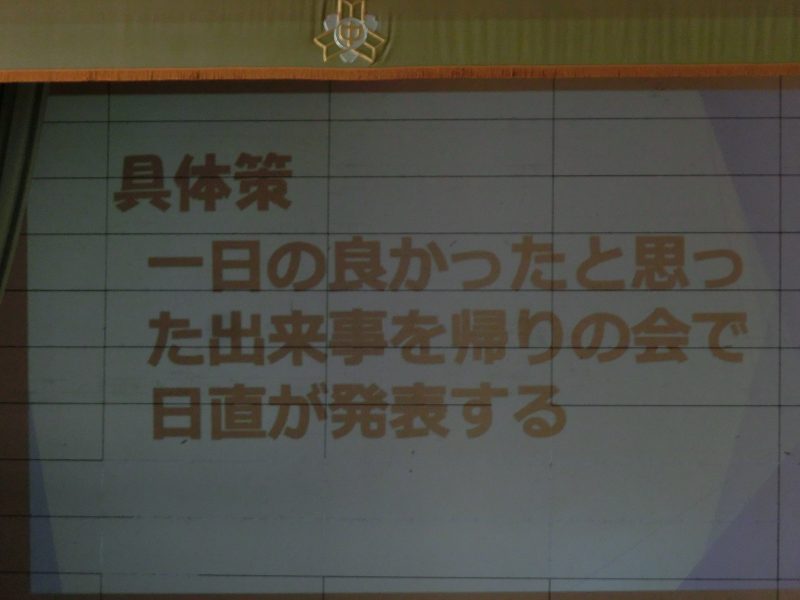 中
具体策
一日の良かったと思っ
た出来事を帰りの会で
日直が発表する